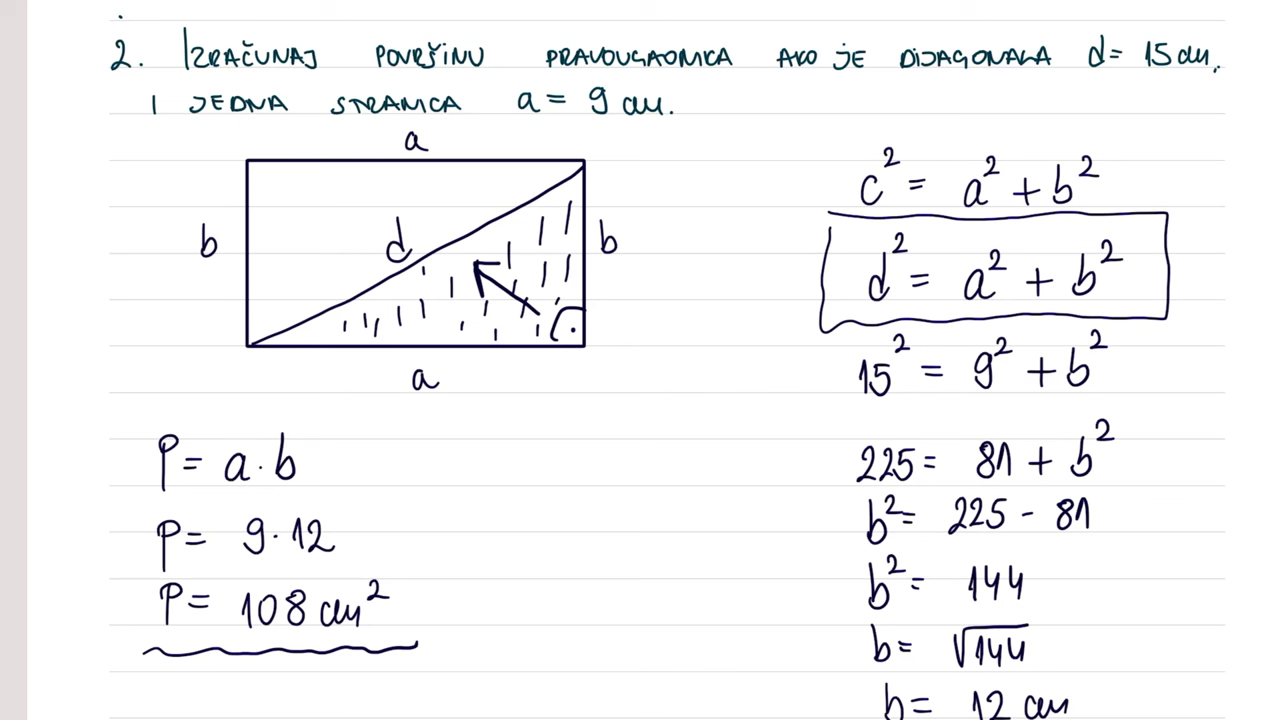 2. IZRAČUNAJ POVRŠINU PRAVOUGAONICA AKO JE DIJAGONALA d= 15 cm,
I JEDNA STRANICA a= 9 cm.
a
b
d
b
a
c² = a² + b²
d² = a² + b²
15² = 9² + b²
225 = 81 + b²
b² = 225 - 81
b² = 144
b = √144
b = 12 cm
P = a · b
P = 9 · 12
P = 108 cm²